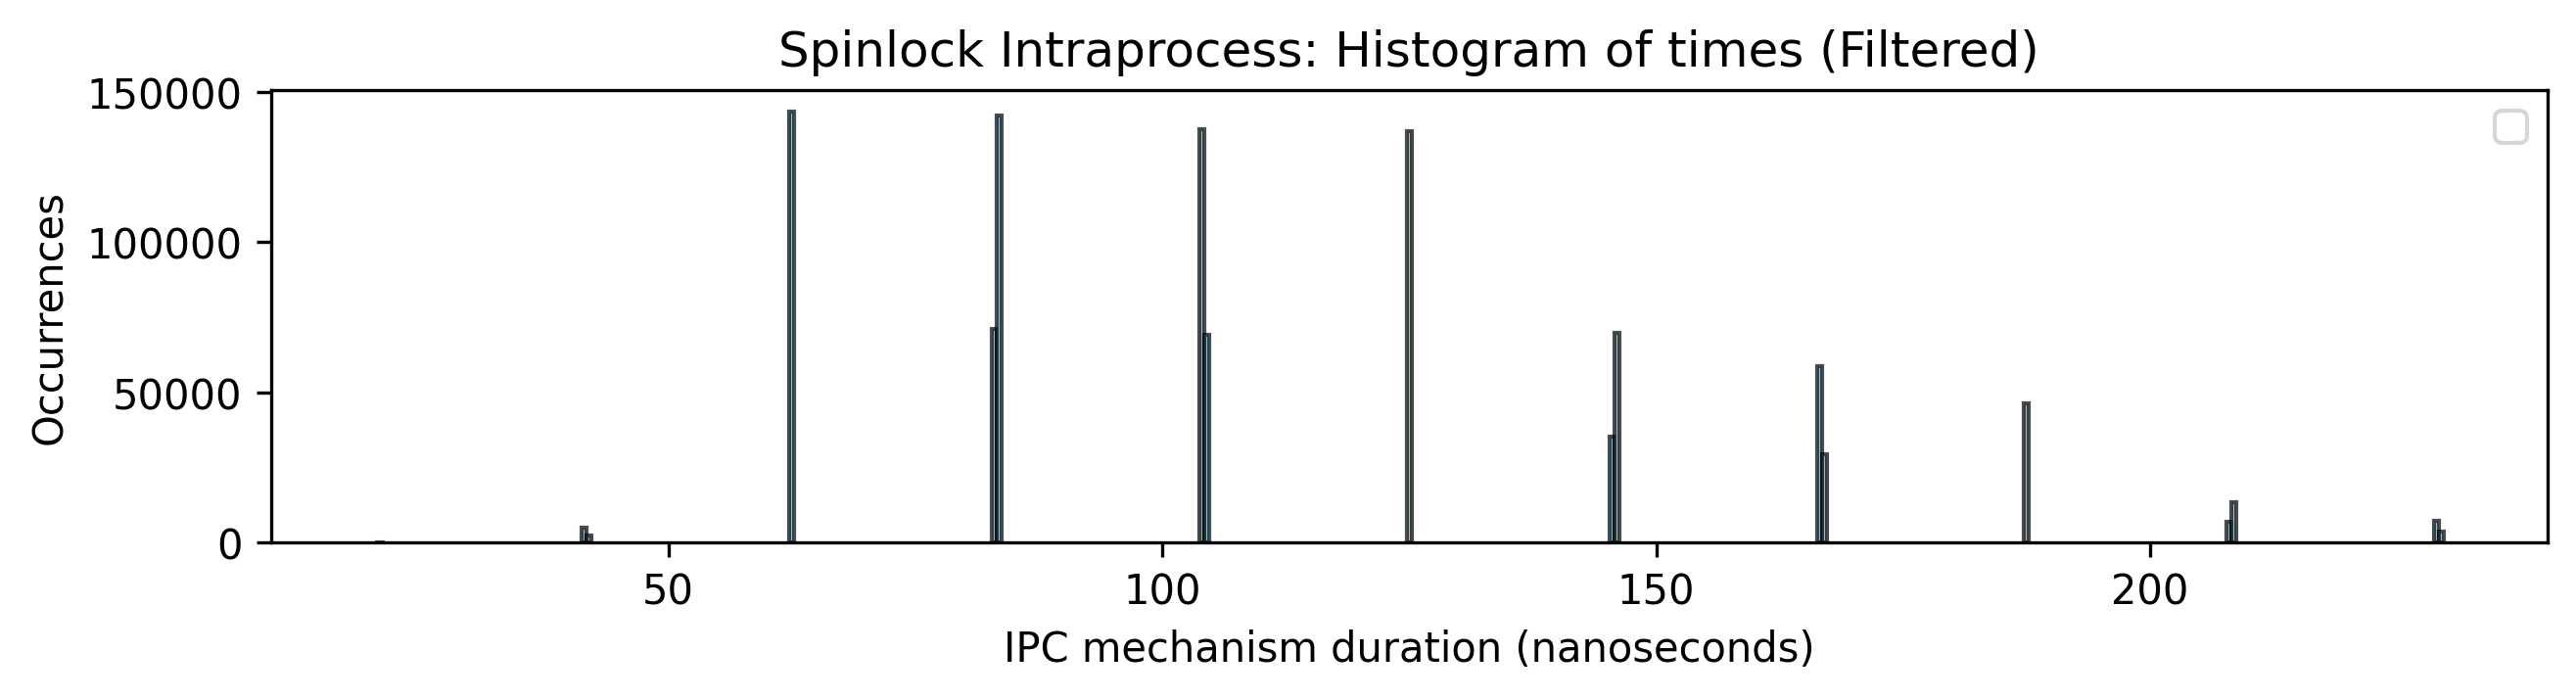 Spinlock Intraprocess: Histogram of times (Filtered)
150000
100000
50000
0
Occurrences
50
100
150
200
IPC mechanism duration (nanoseconds)